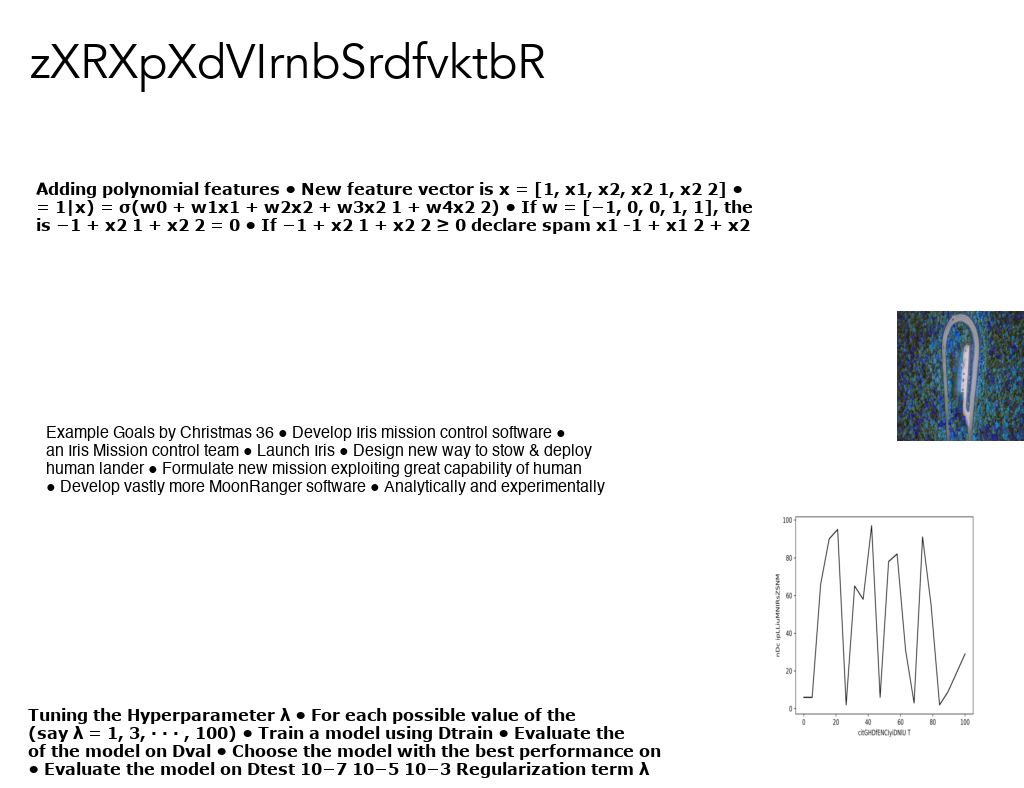 zXRXpXdVIrnbSrdfvktbR
Adding polynomial features ● New feature vector is x = [1, x1, x2, x2 1, x2 2] ●
= 1|x) = σ(w0 + w1x1 + w2x2 + w3x2 1 + w4x2 2) ● If w = [−1, 0, 0, 1, 1], the
is −1 + x2 1 + x2 2 = 0 ● If −1 + x2 1 + x2 2 ≥ 0 declare spam x1 -1 + x1 2 + x2
Example Goals by Christmas 36 ● Develop Iris mission control software ●
an Iris Mission control team ● Launch Iris ● Design new way to stow & deploy
human lander ● Formulate new mission exploiting great capability of human
● Develop vastly more MoonRanger software ● Analytically and experimentally
100
80
60
40
20
0
0 20 40 60 80 100
Tuning the Hyperparameter λ ● For each possible value of the
(say λ = 1, 3, · · · , 100) ● Train a model using Dtrain ● Evaluate the
of the model on Dval ● Choose the model with the best performance on
● Evaluate the model on Dtest 10−7 10−5 10−3 Regularization term λ